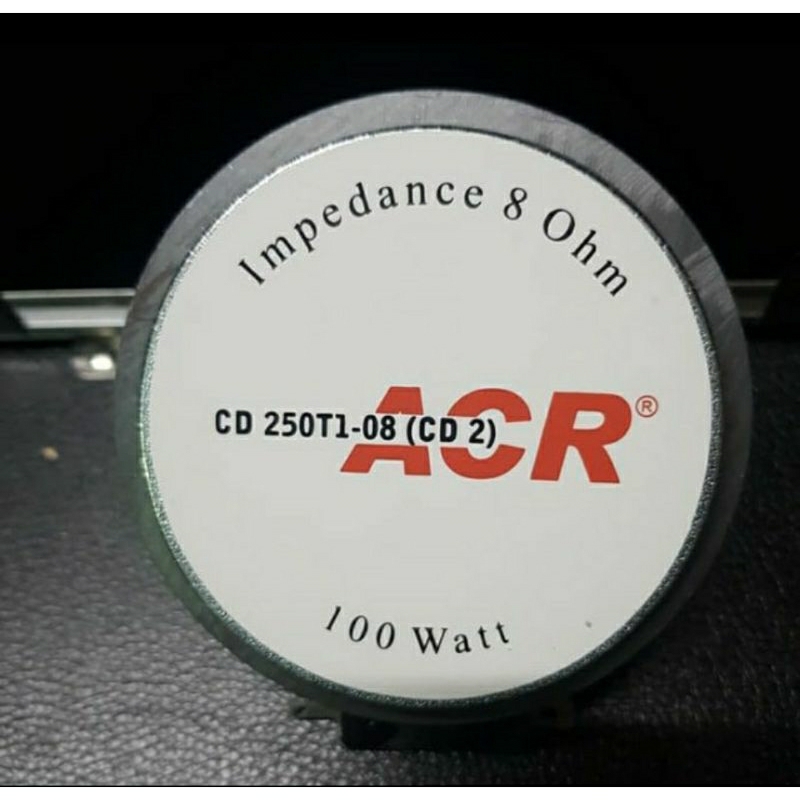 Impedance 8 Ohm
CD 250T1-08 (CD 2)
ACR®
100 Watt